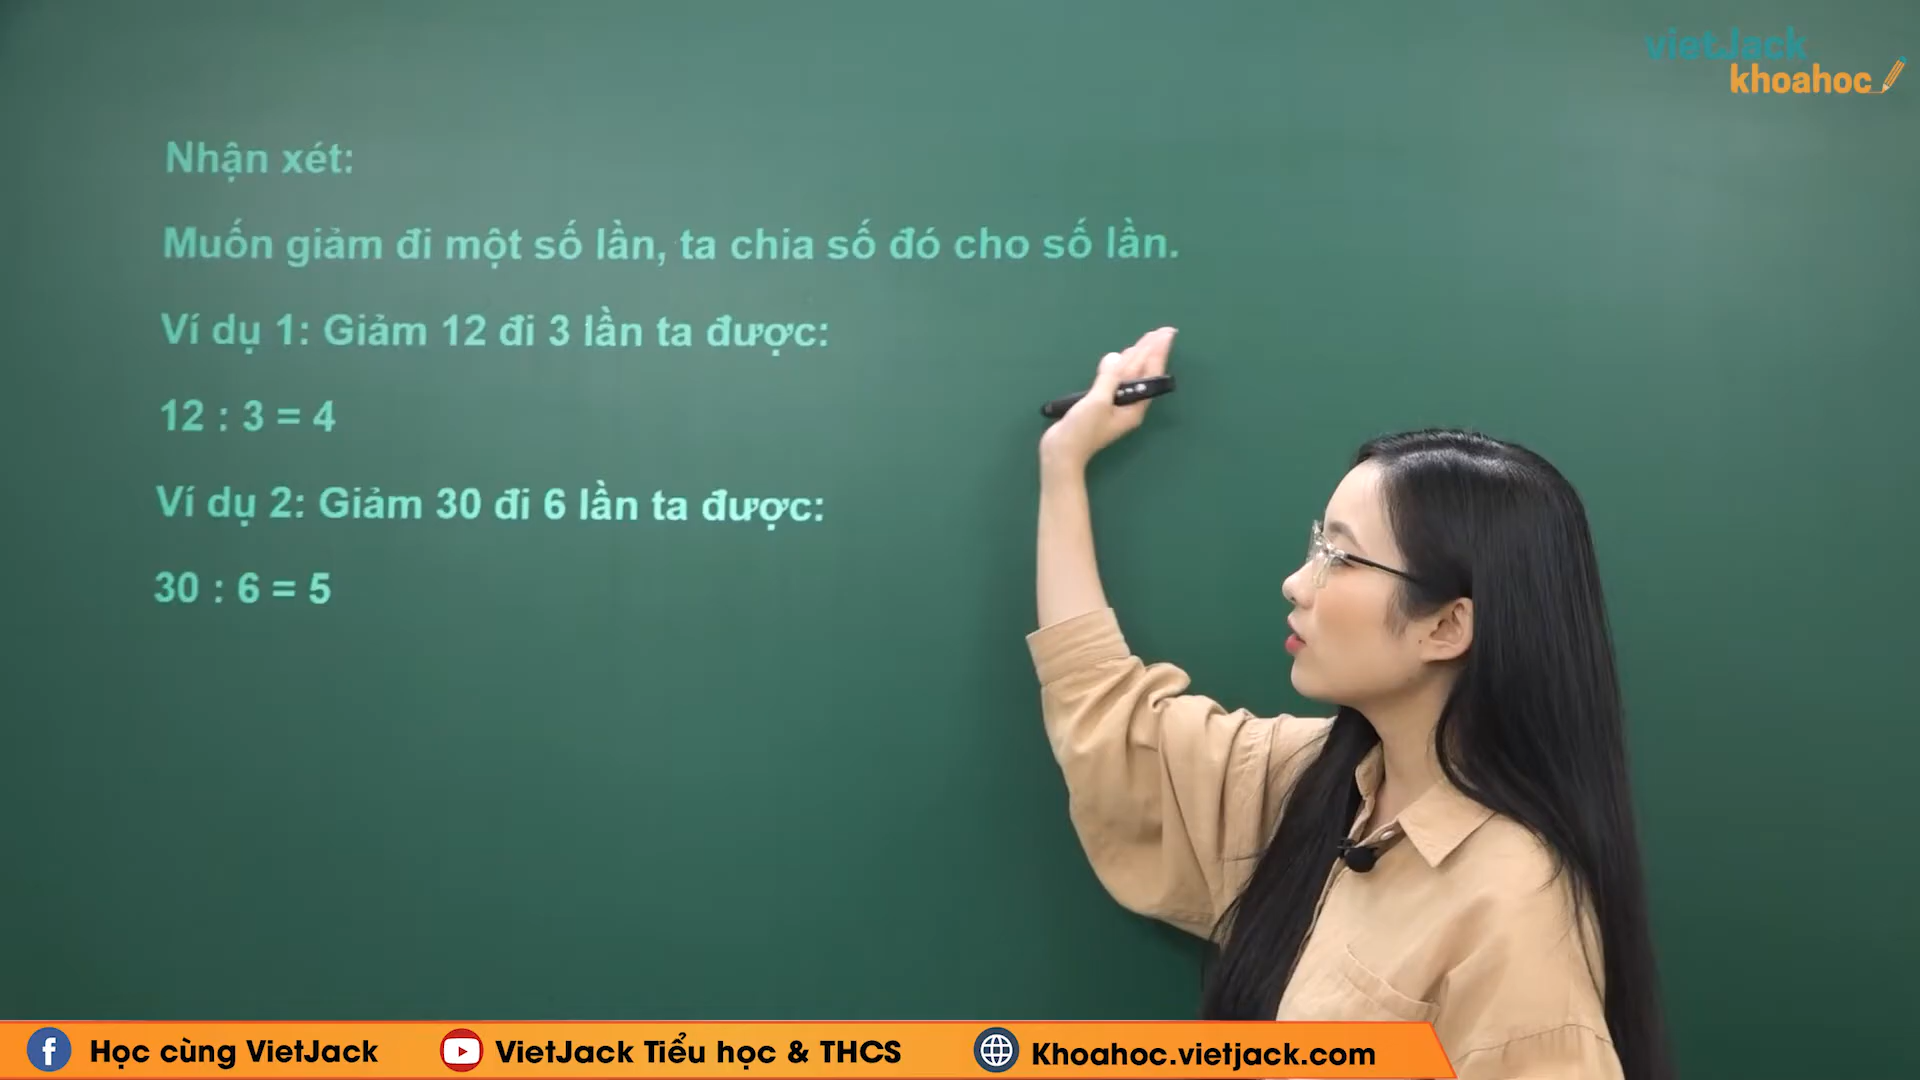 vietJack
khoahoc
Nhận xét:
Muốn giảm đi một số lần, ta chia số đó cho số lần.
Ví dụ 1: Giảm 12 đi 3 lần ta được:
12 : 3 = 4
Ví dụ 2: Giảm 30 đi 6 lần ta được:
30 : 6 = 5
Học cùng VietJack
VietJack Tiểu học & THCS
Khoahoc.vietjack.com